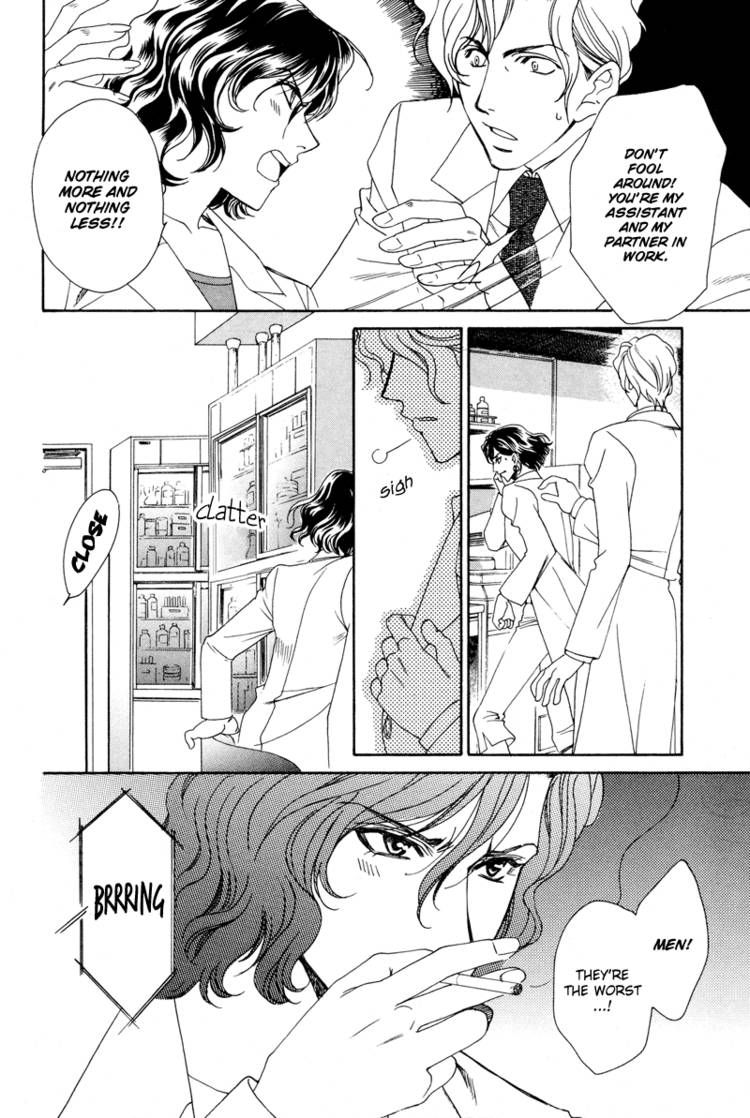 DON'T
FOOL
AROUND!
YOU'RE MY
ASSISTANT
AND MY
PARTNER IN
WORK.
NOTHING
MORE AND
NOTHING
LESS!!
sigh
clatter
CLOSE
MEN!
THEY'RE
THE WORST
...!
BRRRING